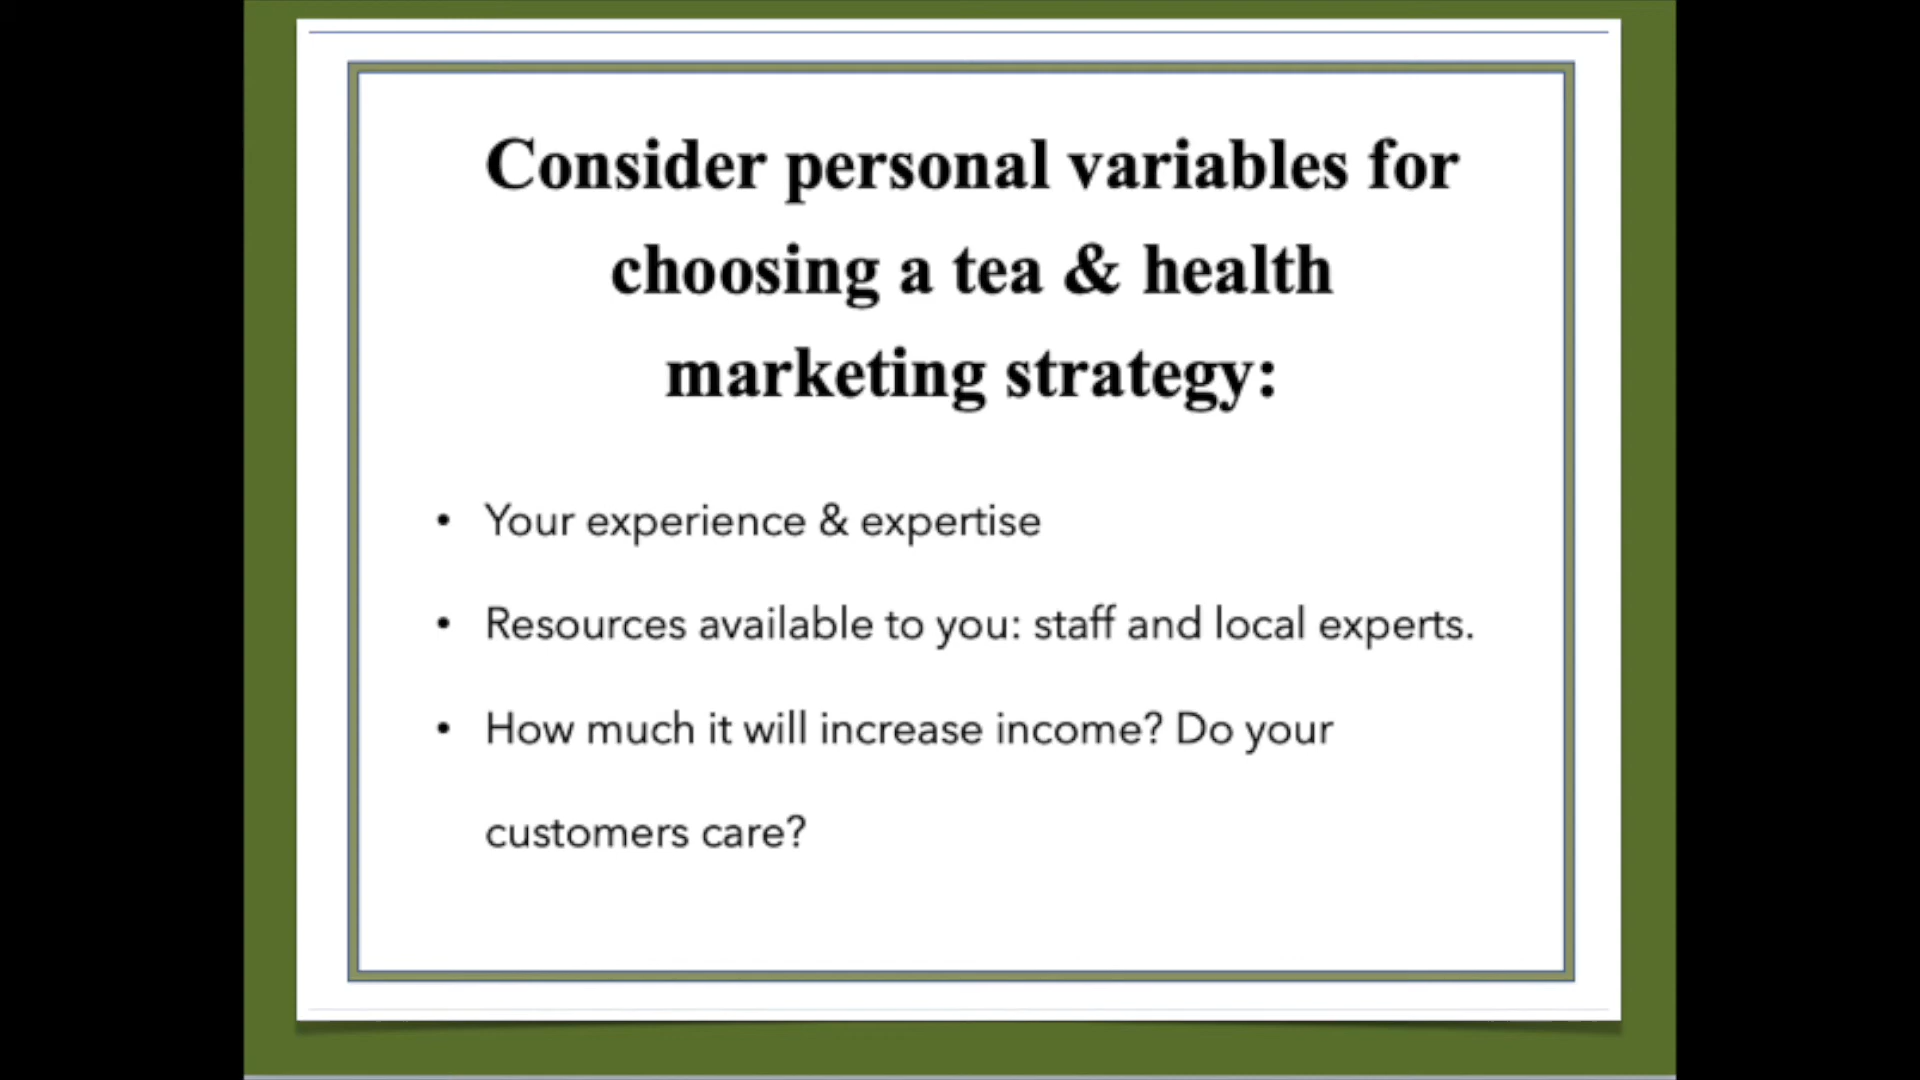 Consider personal variables for
choosing a tea & health
marketing strategy:
• Your experience & expertise
• Resources available to you: staff and local experts.
• How much it will increase income? Do your
customers care?